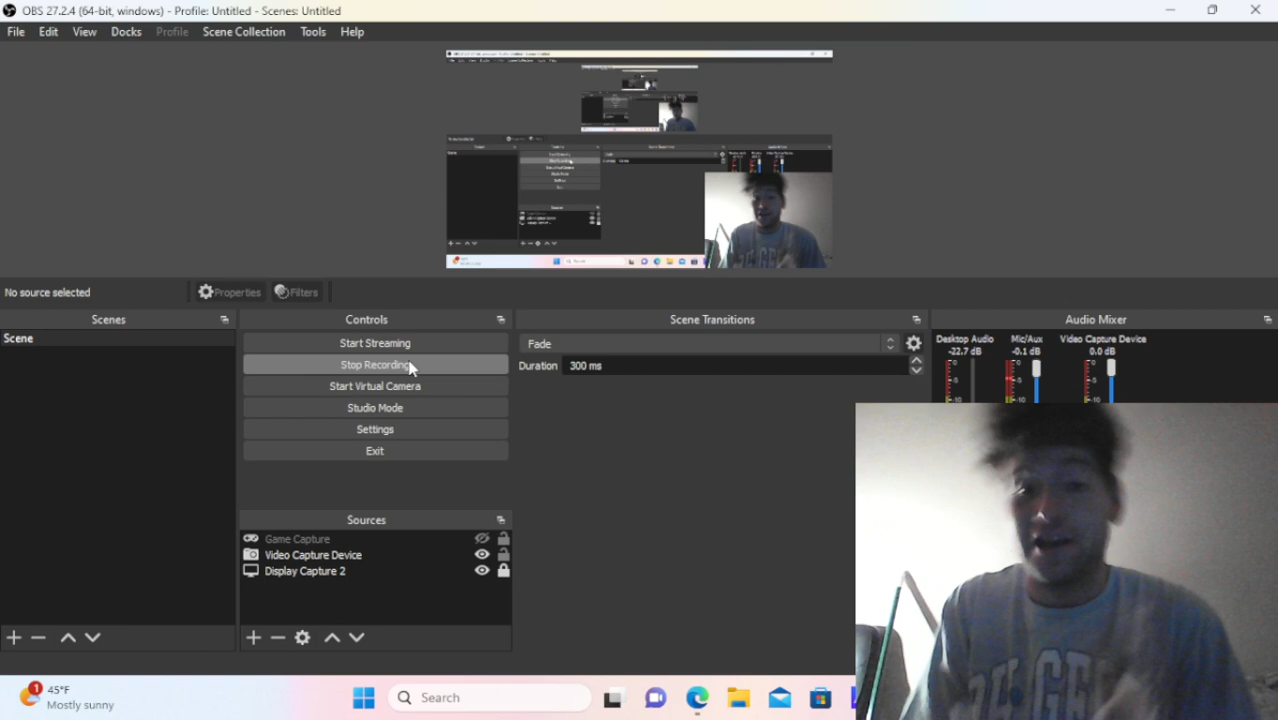 OBS 27.2.4 (64-bit, windows) - Profile: Untitled - Scenes: Untitled
File Edit View Docks Profile Scene Collection Tools Help
No source selected Properties Filters
Scenes Controls Scene Transitions Audio Mixer
Scene
Start Streaming
Stop Recording
Start Virtual Camera
Studio Mode
Settings
Exit
Fade
Duration 300 ms
Desktop Audio Mic/Aux Video Capture Device
-22.7 dB -0.1 dB 0.0 dB
Sources
Game Capture
Video Capture Device
Display Capture 2
1
45°F
Mostly sunny
Search